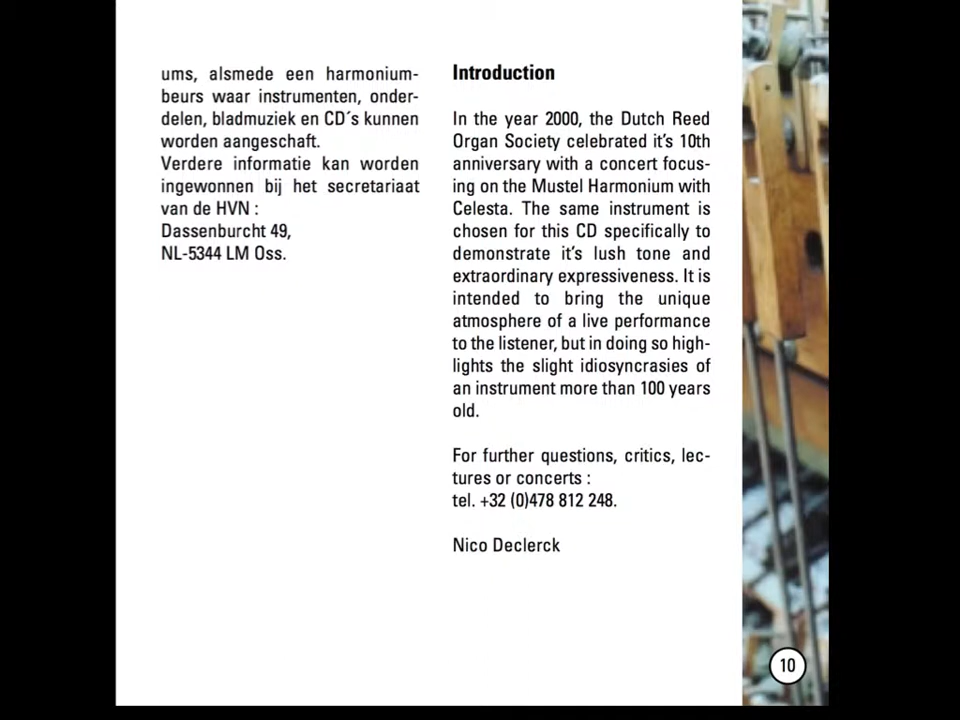 ums, alsmede een harmonium-
beurs waar instrumenten, onder-
delen, bladmuziek en CD´s kunnen
worden aangeschaft.
Verdere informatie kan worden
ingewonnen bij het secretariaat
van de HVN :
Dassenburcht 49,
NL-5344 LM Oss.
Introduction
In the year 2000, the Dutch Reed
Organ Society celebrated it's 10th
anniversary with a concert focus-
ing on the Mustel Harmonium with
Celesta. The same instrument is
chosen for this CD specifically to
demonstrate it's lush tone and
extraordinary expressiveness. It is
intended to bring the unique
atmosphere of a live performance
to the listener, but in doing so high-
lights the slight idiosyncrasies of
an instrument more than 100 years
old.
For further questions, critics, lec-
tures or concerts :
tel. +32 (0)478 812 248.
Nico Declerck
10